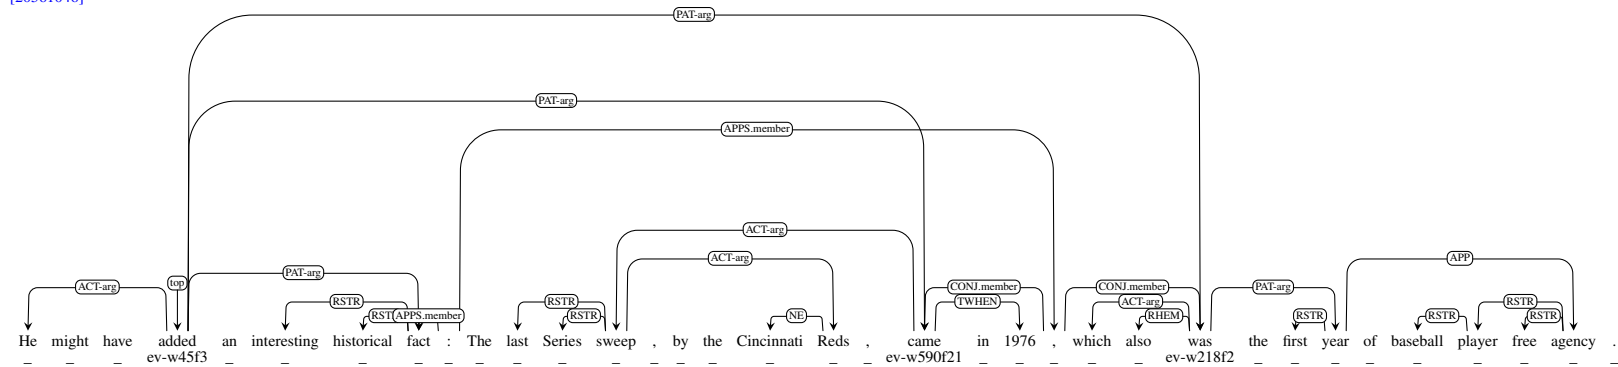 PAT-arg
PAT-arg
APPS.member
ACT-arg
ACT-arg APP
PAT-arg
ACT-arg top CONJ.member CONJ.member PAT-arg
RSTR RSTR TWHEN ACT-arg RSTR
APPS.member RSTR NE RHEM RSTR RSTR RSTR
He might have added an interesting historical fact : The last Series sweep , by the Cincinnati Reds , came in 1976 , which also was the first year of baseball player free agency .
ev-w45f3 ev-w590f21 ev-w218f2
_ _ _ _ _ _ _ _ _ _ _ _ _ _ _ _ _ _ _ _ _ _ _ _ _ _ _ _ _ _ _ _ _ _ _